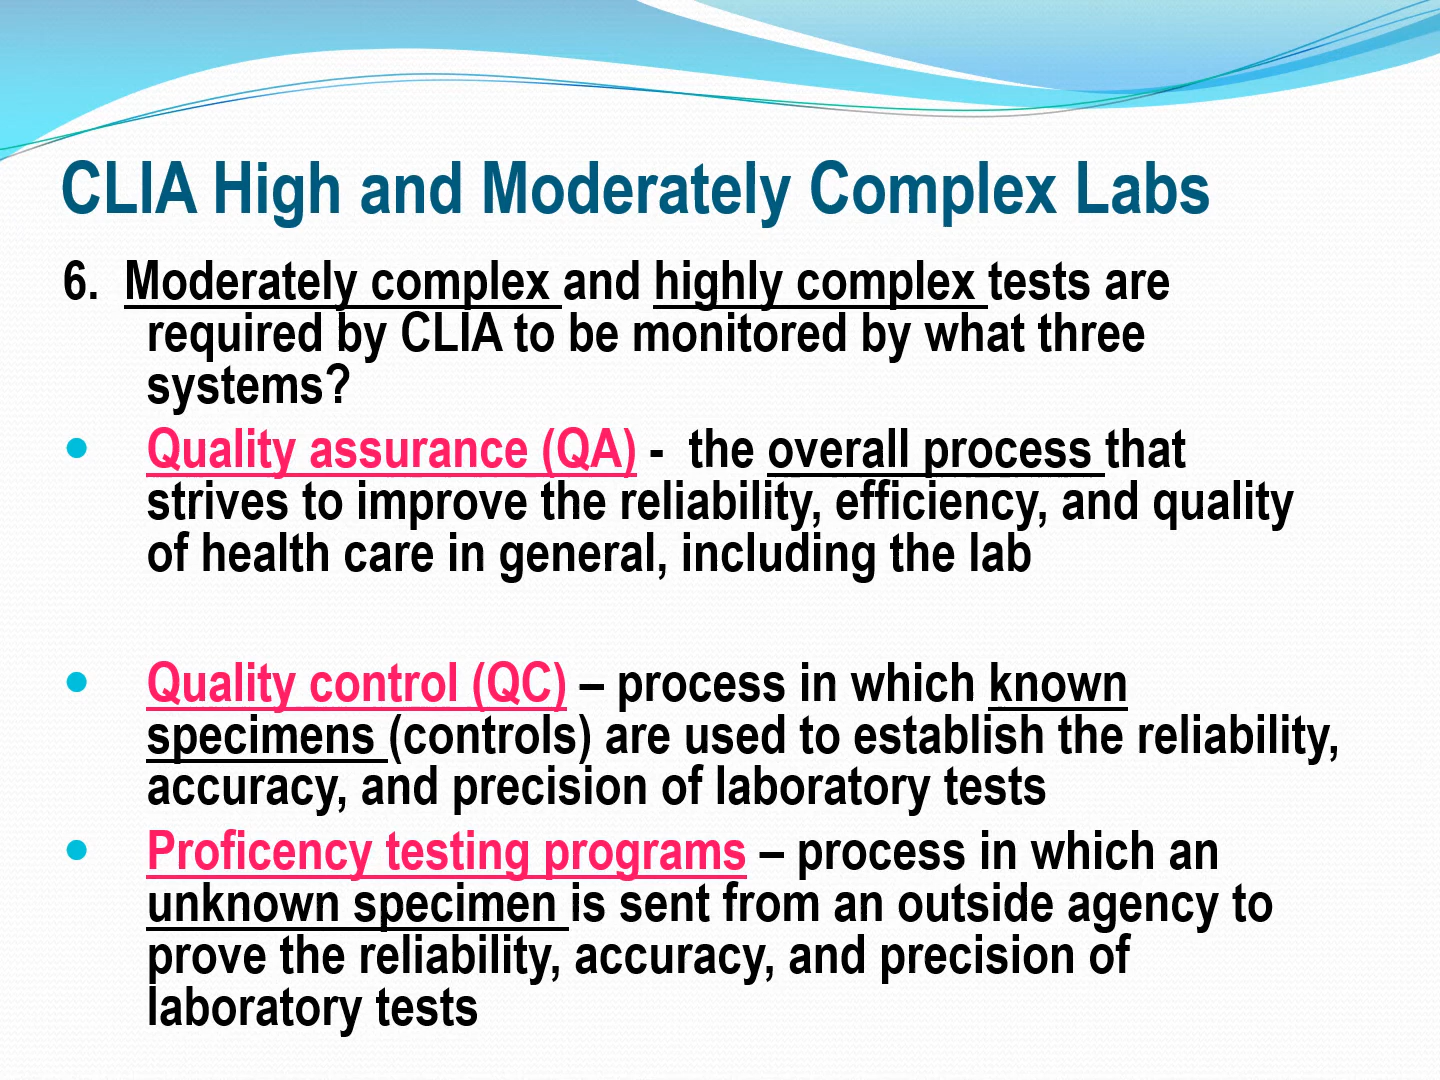 CLIA High and Moderately Complex Labs
6. Moderately complex and highly complex tests are
required by CLIA to be monitored by what three
systems?
• Quality assurance (QA) - the overall process that
strives to improve the reliability, efficiency, and quality
of health care in general, including the lab
• Quality control (QC) – process in which known
specimens (controls) are used to establish the reliability,
accuracy, and precision of laboratory tests
• Proficency testing programs – process in which an
unknown specimen is sent from an outside agency to
prove the reliability, accuracy, and precision of
laboratory tests